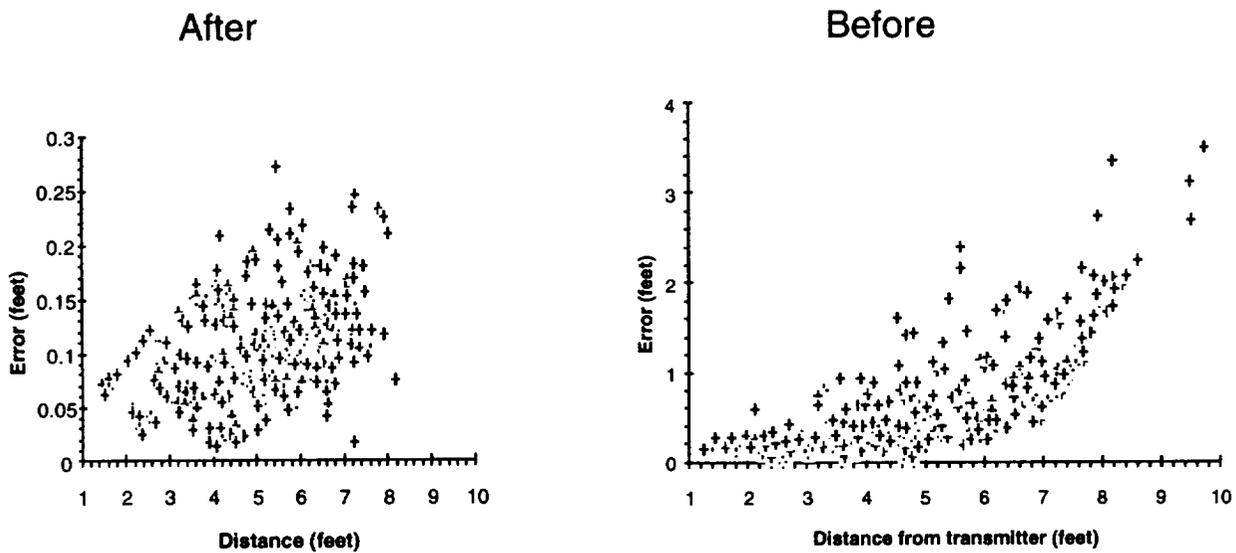 After
Before
0.3
0.25
0.2
0.15
0.1
0.05
0
Error (feet)
1 2 3 4 5 6 7 8 9 10
Distance (feet)
4
3
2
1
0
Error (feet)
1 2 3 4 5 6 7 8 9 10
Distance from transmitter (feet)